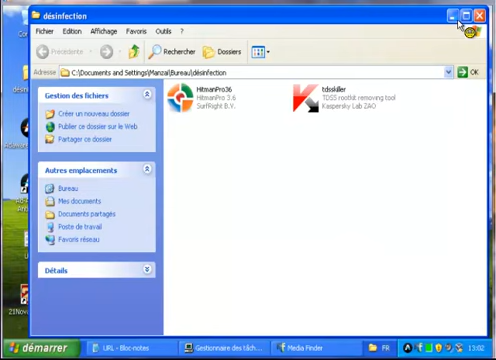 désinfection
Fichier Edition Affichage Favoris Outils ?
Précédente Rechercher Dossiers
Adresse C:\Documents and Settings\Manzal\Bureau\désinfection OK
Gestion des fichiers
Créer un nouveau dossier
Publier ce dossier sur le Web
Partager ce dossier
Autres emplacements
Bureau
Mes documents
Documents partagés
Poste de travail
Favoris réseau
Détails
HitmanPro36
HitmanPro 3.6
SurfRight B.V.
tdsskiller
TDSS rootkit removing tool
Kaspersky Lab ZAO
démarrer URL - Bloc-notes Gestionnaire des tâch... Media Finder FR 13:02